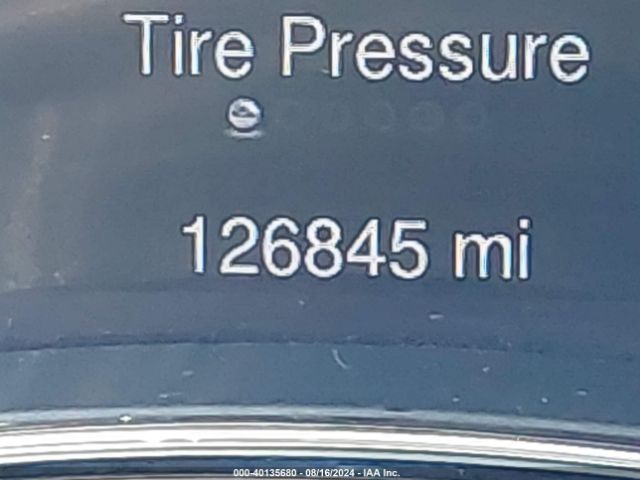 Tire Pressure
126845 mi
000-40135680 - 08/16/2024 - IAA Inc.